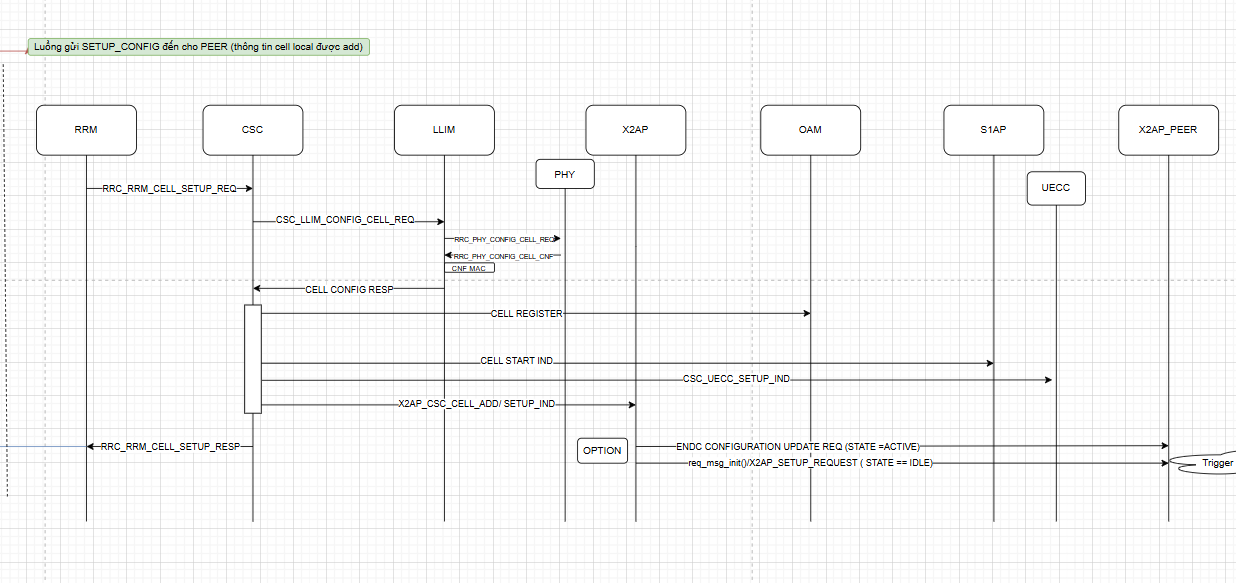 Luồng gửi SETUP_CONFIG đến cho PEER (thông tin cell local được add)
RRM
CSC
LLIM
X2AP
OAM
S1AP
X2AP_PEER
PHY
UECC
RRC_RRM_CELL_SETUP_REQ
CSC_LLIM_CONFIG_CELL_REQ
RRC_PHY_CONFIG_CELL_REQ
RRC_PHY_CONFIG_CELL_CNF
CNF MAC
CELL CONFIG RESP
CELL REGISTER
CELL START IND
CSC_UECC_SETUP_IND
X2AP_CSC_CELL_ADD/ SETUP_IND
RRC_RRM_CELL_SETUP_RESP
OPTION
ENDC CONFIGURATION UPDATE REQ (STATE =ACTIVE)
req_msg_init()/X2AP_SETUP_REQUEST ( STATE == IDLE)
Trigger